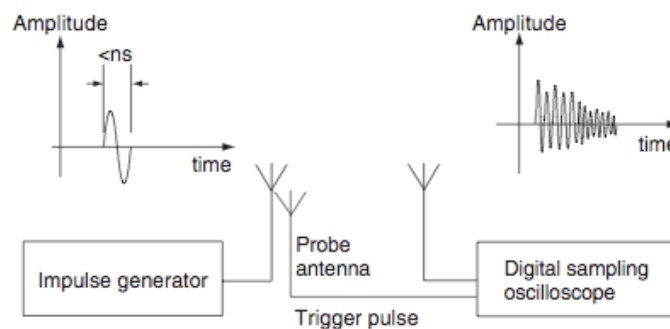 Amplitude
<ns
time
Amplitude
time
Probe
antenna
Impulse generator
Digital sampling
oscilloscope
Trigger pulse